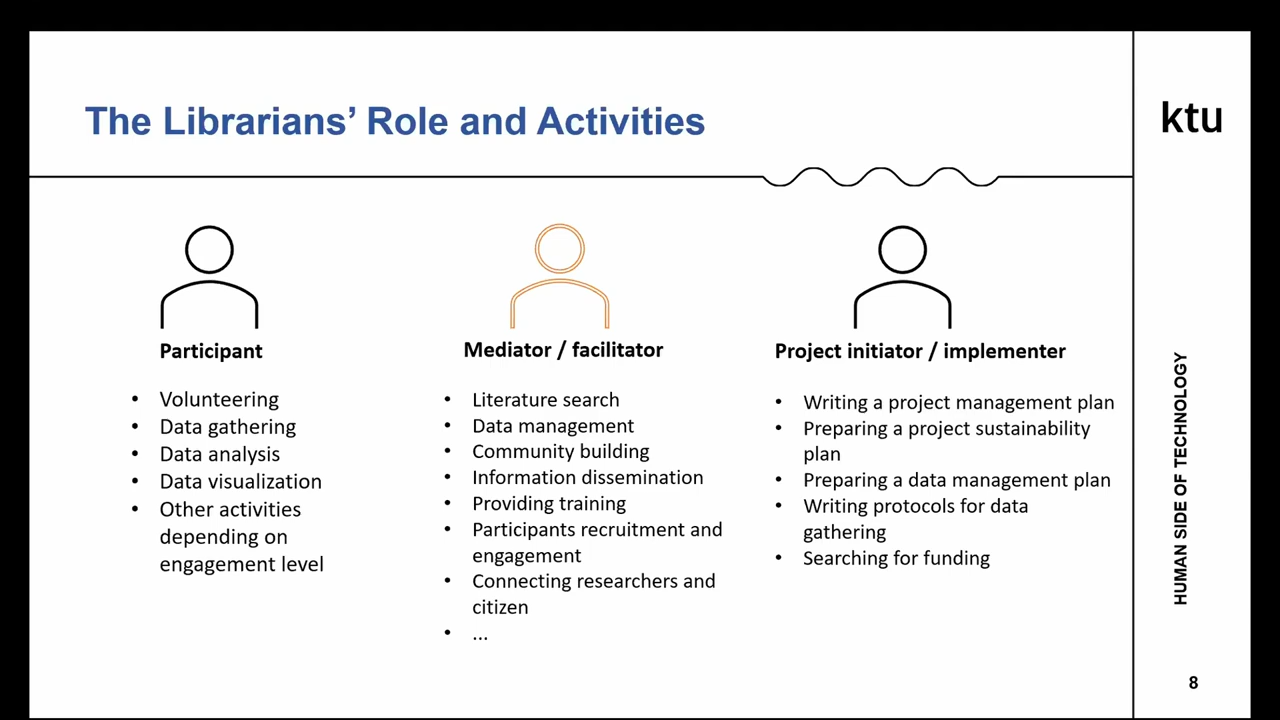 The Librarians’ Role and Activities
ktu
Participant
• Volunteering
• Data gathering
• Data analysis
• Data visualization
• Other activities
depending on
engagement level
Mediator / facilitator
• Literature search
• Data management
• Community building
• Information dissemination
• Providing training
• Participants recruitment and
engagement
• Connecting researchers and
citizen
• ...
Project initiator / implementer
• Writing a project management plan
• Preparing a project sustainability
plan
• Preparing a data management plan
• Writing protocols for data
gathering
• Searching for funding
HUMAN SIDE OF TECHNOLOGY
8